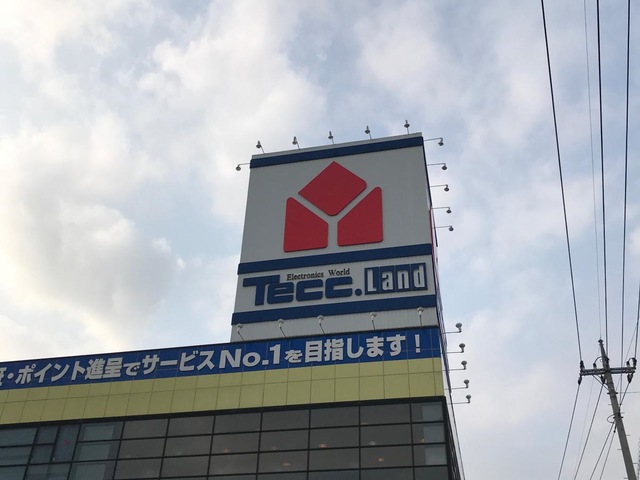 Electronics World
Tecc.Land
・ポイント進呈でサービスNo.1を目指します!